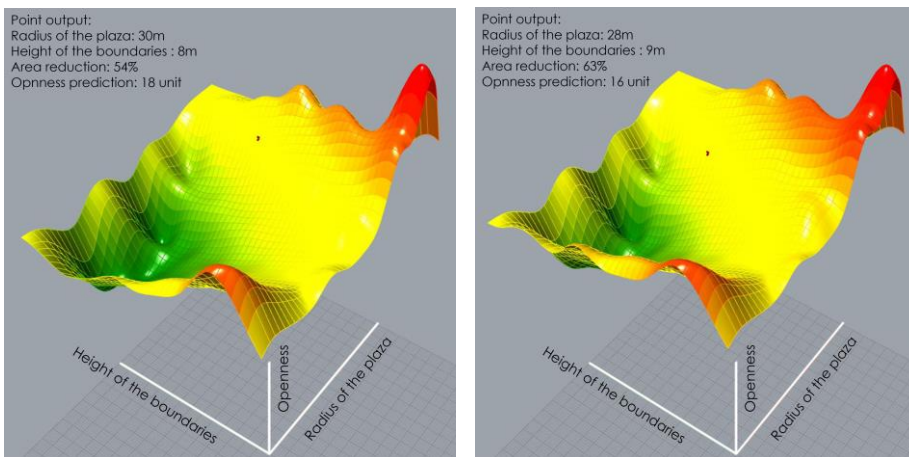 Point output:
Radius of the plaza: 30m
Height of the boundaries : 8m
Area reduction: 54%
Opnness prediction: 18 unit
Height of the boundaries
Openness
Radius of the plaza
Point output:
Radius of the plaza: 28m
Height of the boundaries : 9m
Area reduction: 63%
Opnness prediction: 16 unit
Height of the boundaries
Openness
Radius of the plaza